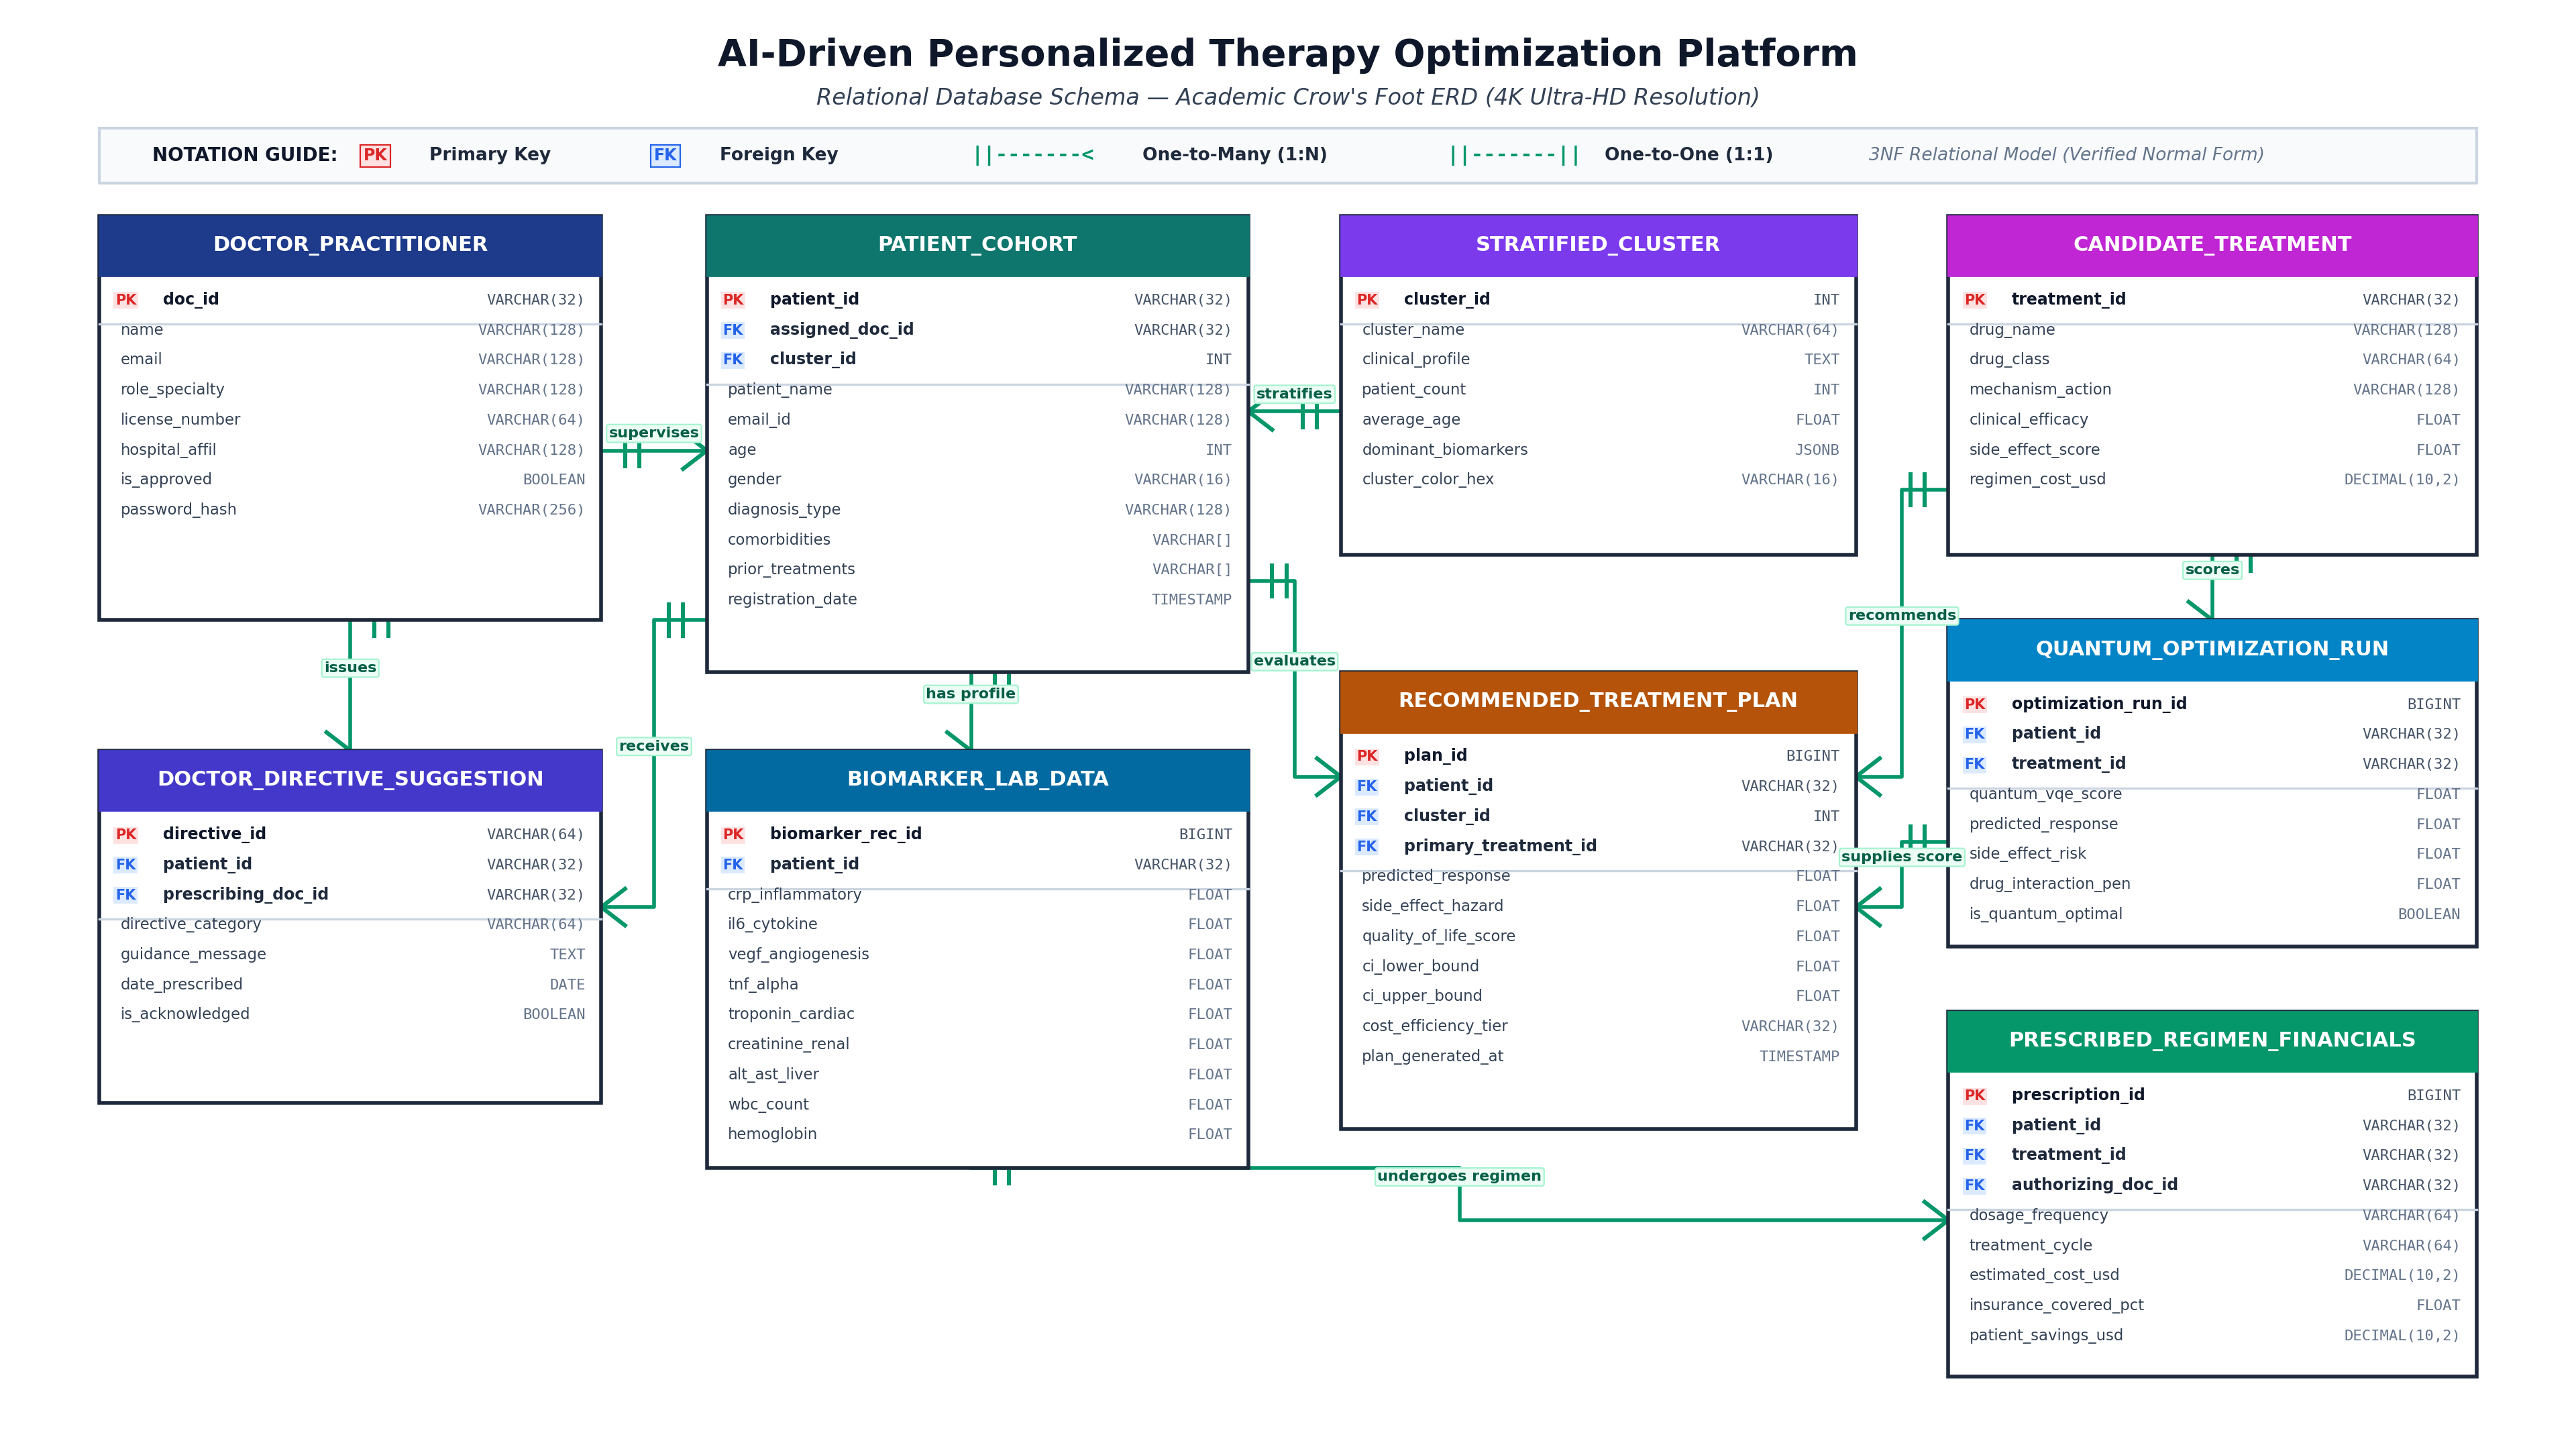 AI-Driven Personalized Therapy Optimization Platform
Relational Database Schema — Academic Crow's Foot ERD (4K Ultra-HD Resolution)
NOTATION GUIDE: PK Primary Key FK Foreign Key ||-------< One-to-Many (1:N) ||-------|| One-to-One (1:1) 3NF Relational Model (Verified Normal Form)
DOCTOR_PRACTITIONER
PK doc_id VARCHAR(32)
name VARCHAR(128)
email VARCHAR(128)
role_specialty VARCHAR(128)
license_number VARCHAR(64)
hospital_affil VARCHAR(128)
is_approved BOOLEAN
password_hash VARCHAR(256)
supervises
PATIENT_COHORT
PK patient_id VARCHAR(32)
FK assigned_doc_id VARCHAR(32)
FK cluster_id INT
patient_name VARCHAR(128)
email_id VARCHAR(128)
age INT
gender VARCHAR(16)
diagnosis_type VARCHAR(128)
comorbidities VARCHAR[]
prior_treatments VARCHAR[]
registration_date TIMESTAMP
stratifies
STRATIFIED_CLUSTER
PK cluster_id INT
cluster_name VARCHAR(64)
clinical_profile TEXT
patient_count INT
average_age FLOAT
dominant_biomarkers JSONB
cluster_color_hex VARCHAR(16)
CANDIDATE_TREATMENT
PK treatment_id VARCHAR(32)
drug_name VARCHAR(128)
drug_class VARCHAR(64)
mechanism_action VARCHAR(128)
clinical_efficacy FLOAT
side_effect_score FLOAT
regimen_cost_usd DECIMAL(10,2)
scores
recommends
issues
receives
has profile
evaluates
DOCTOR_DIRECTIVE_SUGGESTION
PK directive_id VARCHAR(64)
FK patient_id VARCHAR(32)
FK prescribing_doc_id VARCHAR(32)
directive_category VARCHAR(64)
guidance_message TEXT
date_prescribed DATE
is_acknowledged BOOLEAN
BIOMARKER_LAB_DATA
PK biomarker_rec_id BIGINT
FK patient_id VARCHAR(32)
crp_inflammatory FLOAT
il6_cytokine FLOAT
vegf_angiogenesis FLOAT
tnf_alpha FLOAT
troponin_cardiac FLOAT
creatinine_renal FLOAT
alt_ast_liver FLOAT
wbc_count FLOAT
hemoglobin FLOAT
RECOMMENDED_TREATMENT_PLAN
PK plan_id BIGINT
FK patient_id VARCHAR(32)
FK cluster_id INT
FK primary_treatment_id VARCHAR(32)
predicted_response FLOAT
side_effect_hazard FLOAT
quality_of_life_score FLOAT
ci_lower_bound FLOAT
ci_upper_bound FLOAT
cost_efficiency_tier VARCHAR(32)
plan_generated_at TIMESTAMP
supplies score
QUANTUM_OPTIMIZATION_RUN
PK optimization_run_id BIGINT
FK patient_id VARCHAR(32)
FK treatment_id VARCHAR(32)
quantum_vqe_score FLOAT
predicted_response FLOAT
side_effect_risk FLOAT
drug_interaction_pen FLOAT
is_quantum_optimal BOOLEAN
undergoes regimen
PRESCRIBED_REGIMEN_FINANCIALS
PK prescription_id BIGINT
FK patient_id VARCHAR(32)
FK treatment_id VARCHAR(32)
FK authorizing_doc_id VARCHAR(32)
dosage_frequency VARCHAR(64)
treatment_cycle VARCHAR(64)
estimated_cost_usd DECIMAL(10,2)
insurance_covered_pct FLOAT
patient_savings_usd DECIMAL(10,2)